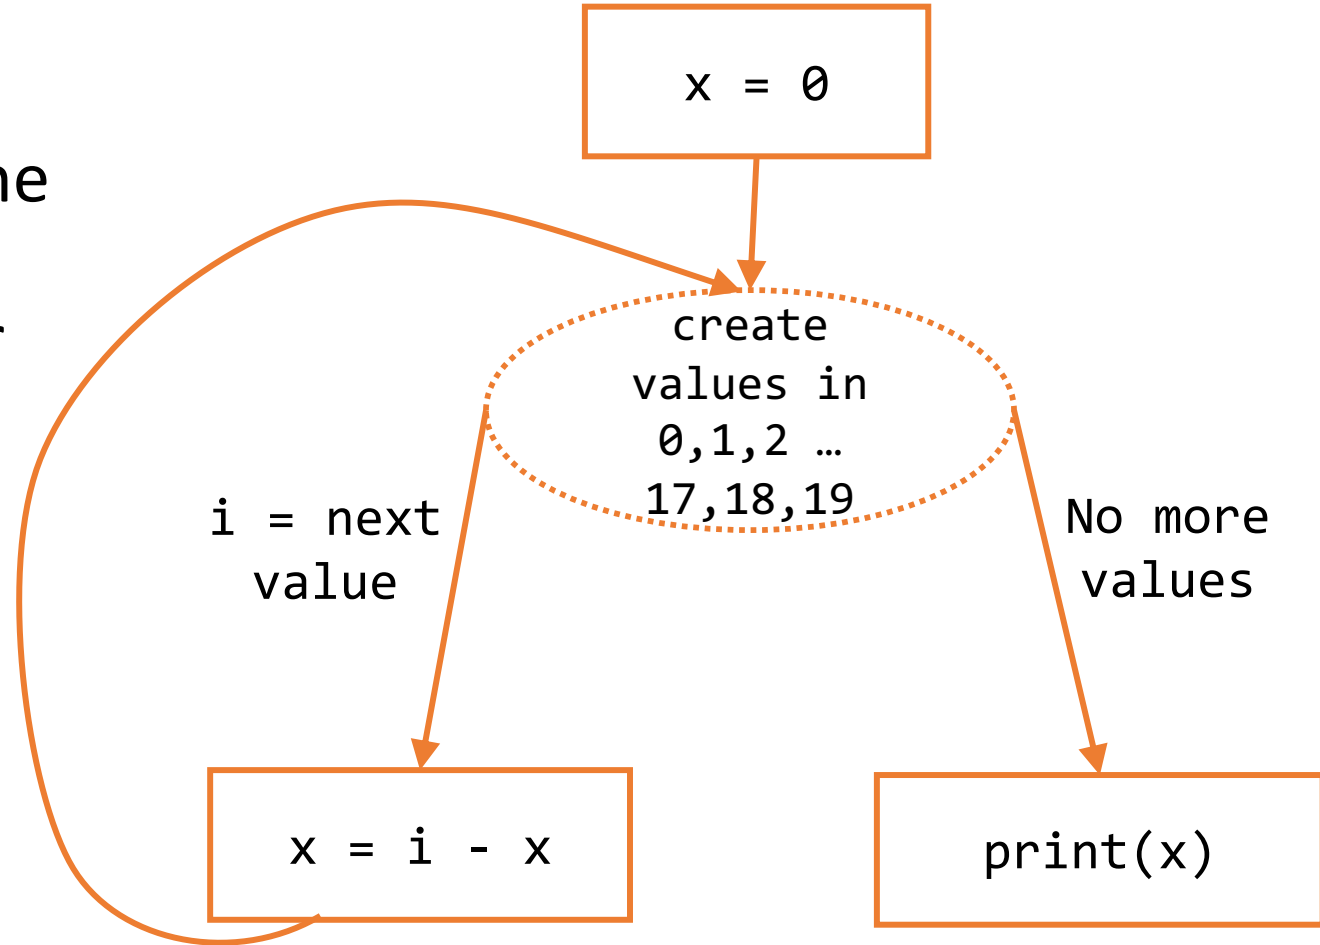 x = 0
create
values in
0,1,2 …
17,18,19
i = next
value
No more
values
x = i - x
print(x)